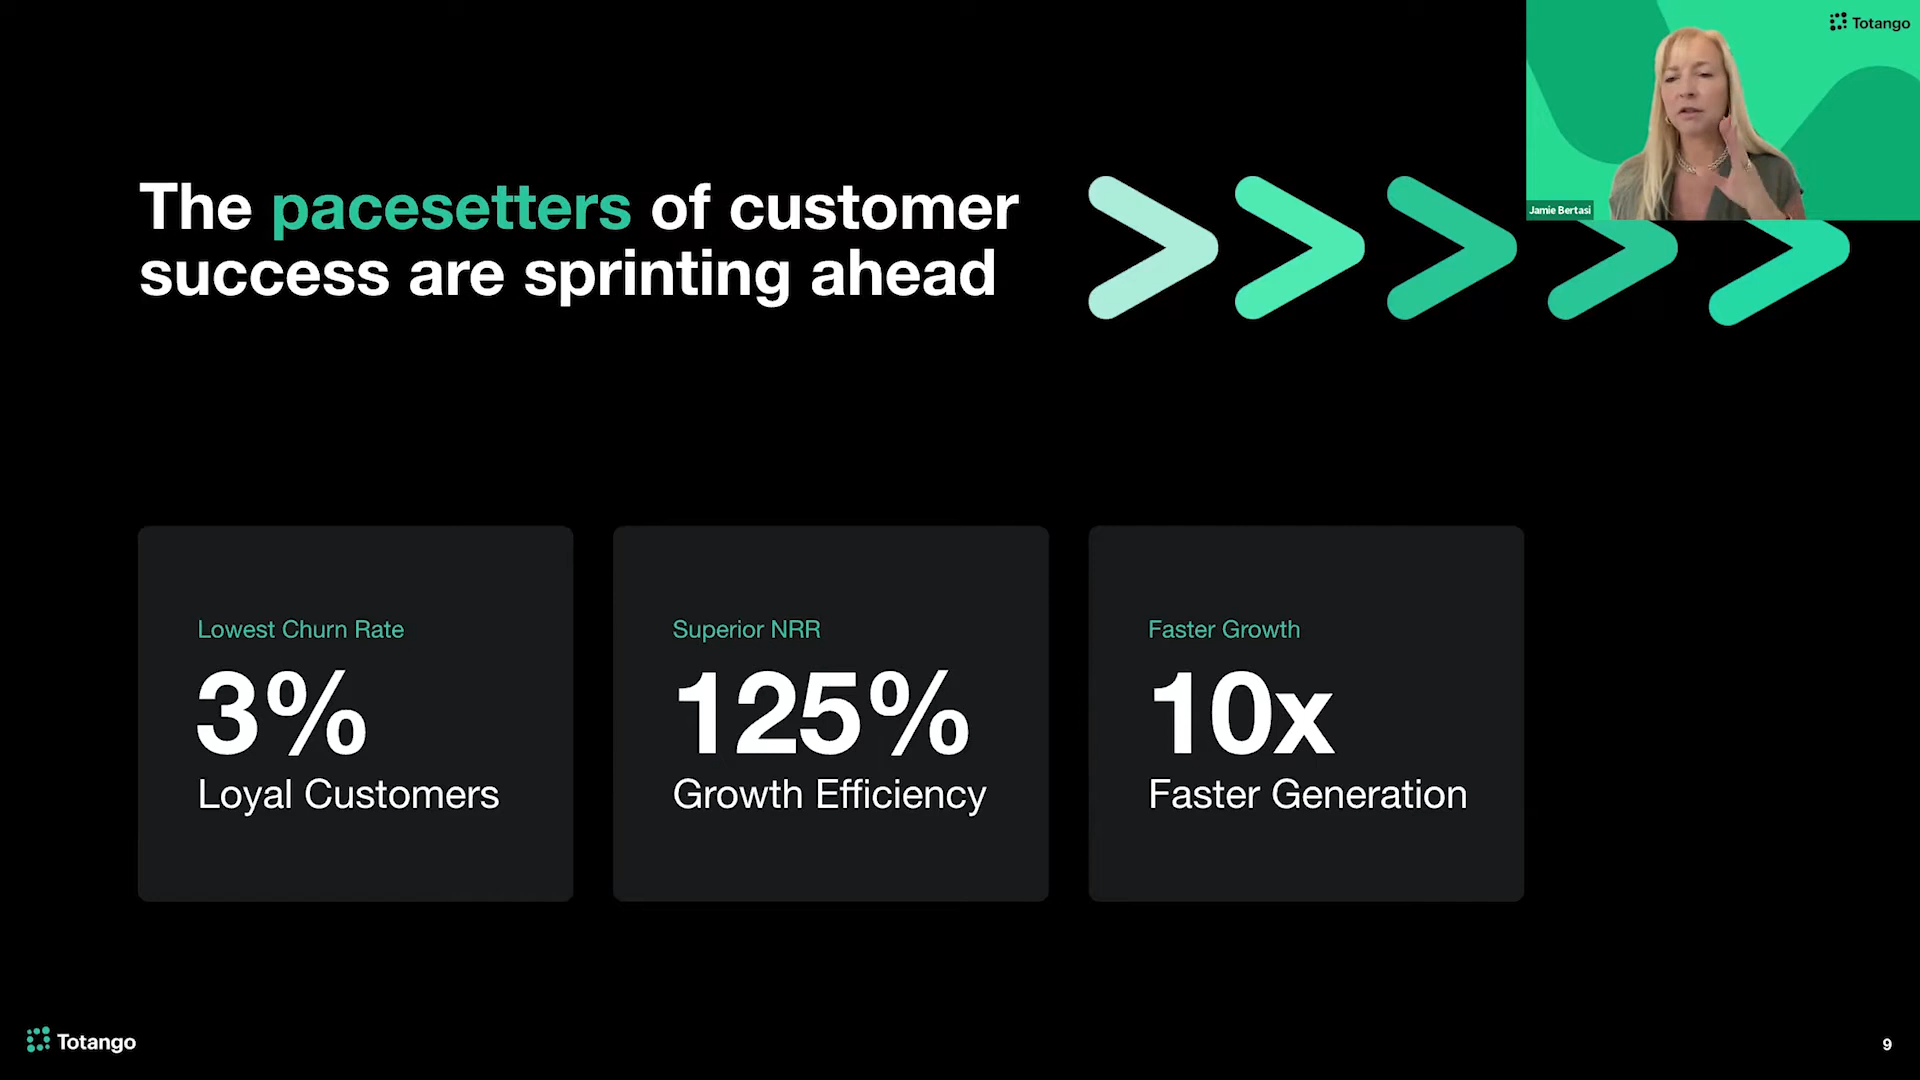 Totango
Jamie Bertasi
The pacesetters of customer
success are sprinting ahead
Lowest Churn Rate
3%
Loyal Customers
Superior NRR
125%
Growth Efficiency
Faster Growth
10x
Faster Generation
Totango
9